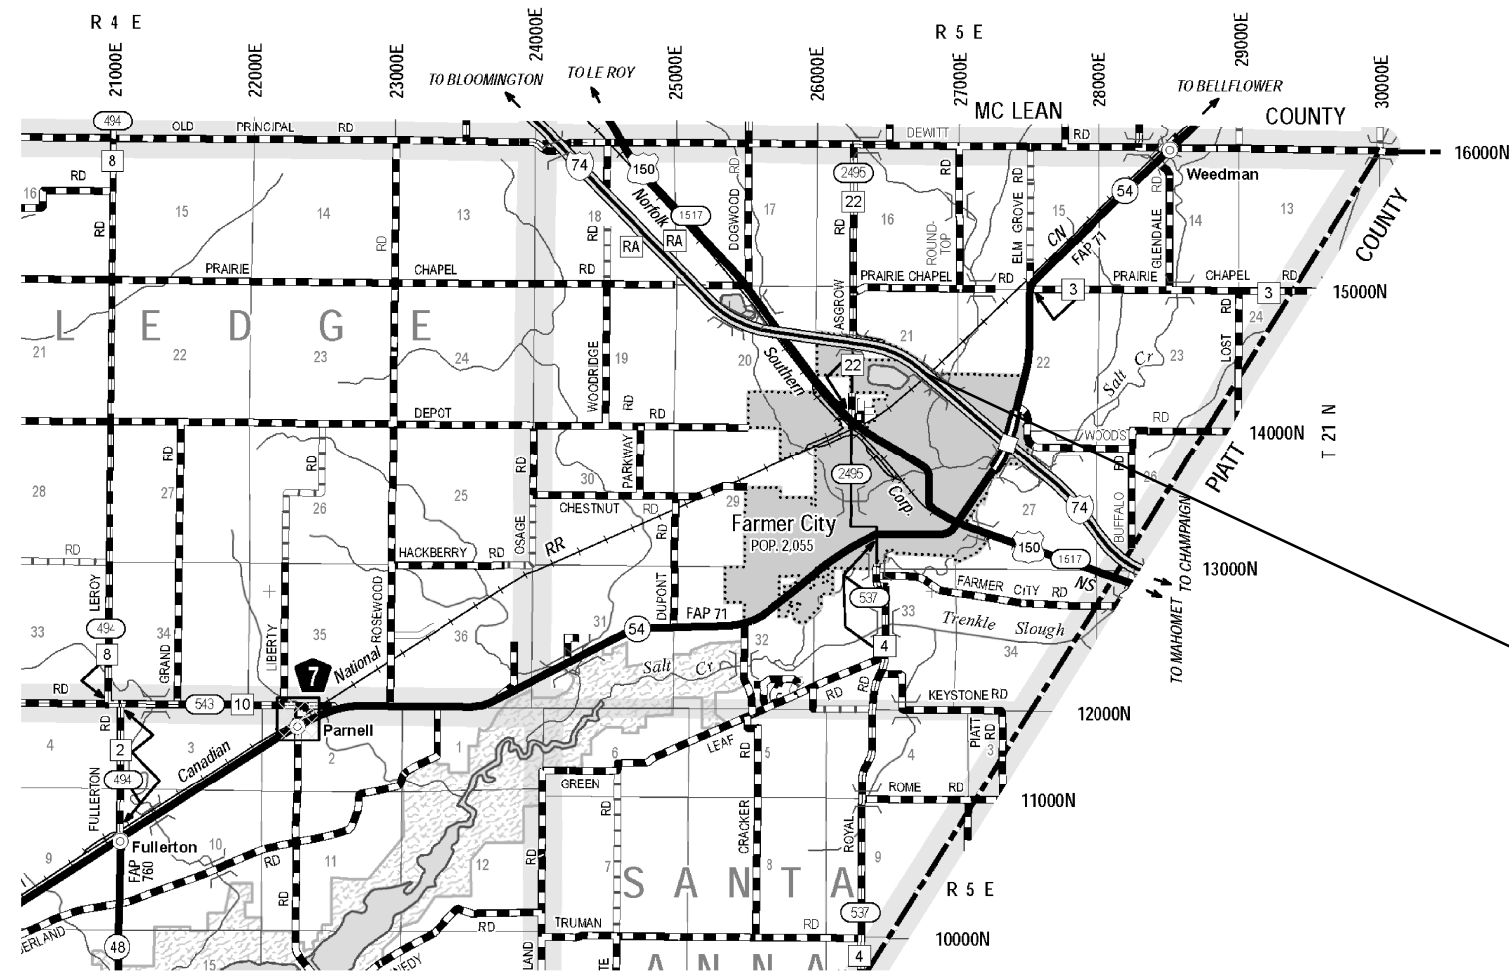 R 4 E
R 5 E
21000E
22000E
23000E
24000E
25000E
26000E
27000E
28000E
29000E
30000E
TO BLOOMINGTON
TO LE ROY
TO BELLFLOWER
MC LEAN COUNTY
494
OLD PRINCIPAL RD
DEWITT RD
16000N
8
74
150
2495
54
Weedman
16
RD
15
14
13
18
17
22
16
15
14
13
RD
RD
RD
RD
RD
RD
RD
RD
Norfolk
1517
RA
RA
DOGWOOD
ROUND-
TOP
ELM GROVE
CN
FAP 71
GLENDALE
COUNTY
PRAIRIE CHAPEL RD
PRAIRIE CHAPEL RD
PRAIRIE CHAPEL RD
3
3
15000N
L E D G E
ASGROW
21
22
23
24
19
20
21
22
23
24
RD
LOST
Southern
22
Salt Cr
WOODRIDGE
RD
DEPOT RD
WOODS RD
14000N
T 21 N
PIATT
RD
RD
RD
PARKWAY
RD
28
27
26
25
30
29
27
26
2495
Corp.
CHESTNUT RD
Farmer City
POP. 2,055
74
BUFFALO
OSAGE
RR
HACKBERRY RD
RD
150
1517
NS
TO CHAMPAIGN
13000N
LEROY
ROSEWOOD
DUPONT
FAP 71
537
FARMER CITY RD
TO MAHOMET
494
33
34
35
36
31
32
33
34
54
Trenkle Slough
LIBERTY
GRAND
8
4
National
Salt Cr
7
RD
543
10
RD
RD
KEYSTONE RD
12000N
Parnell
RD
2
4
3
2
1
6
5
4
3
PIATT
RD
LEAF
Canadian
494
GREEN
RD
RD
ROME RD
11000N
FULLERTON
CRACKER
ROYAL
Fullerton
9
10
11
12
7
8
9
RD
RD
RD
FAP
760
S A N T A
R 5 E
537
TRUMAN RD
RD
10000N
48
15
4
A N N A